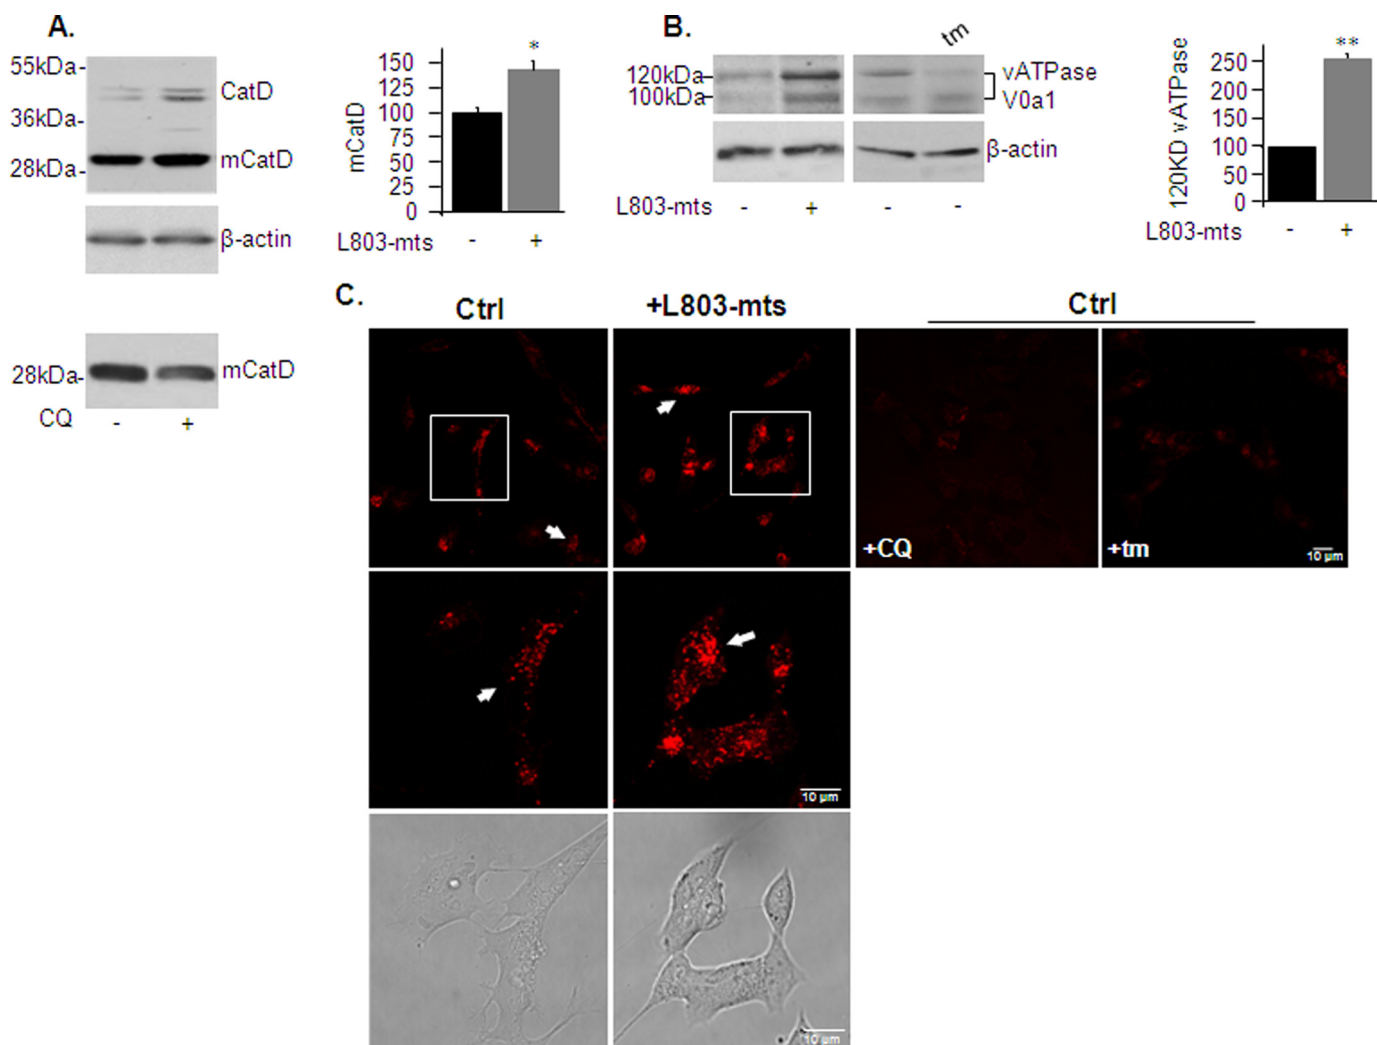 A.
55kDa-
CatD
36kDa-
mCatD
28kDa-
β-actin
28kDa-
mCatD
CQ - +
mCatD
150
125
100
75
50
25
0
*
L803-mts - +
B.
tm
120kDa
100kDa
vATPase
V0a1
β-actin
L803-mts - + - -
120KD vATPase
250
200
150
100
50
0
**
L803-mts - +
C.
Ctrl
+L803-mts
Ctrl
+CQ
+tm
10 µm
10 µm
10 µm